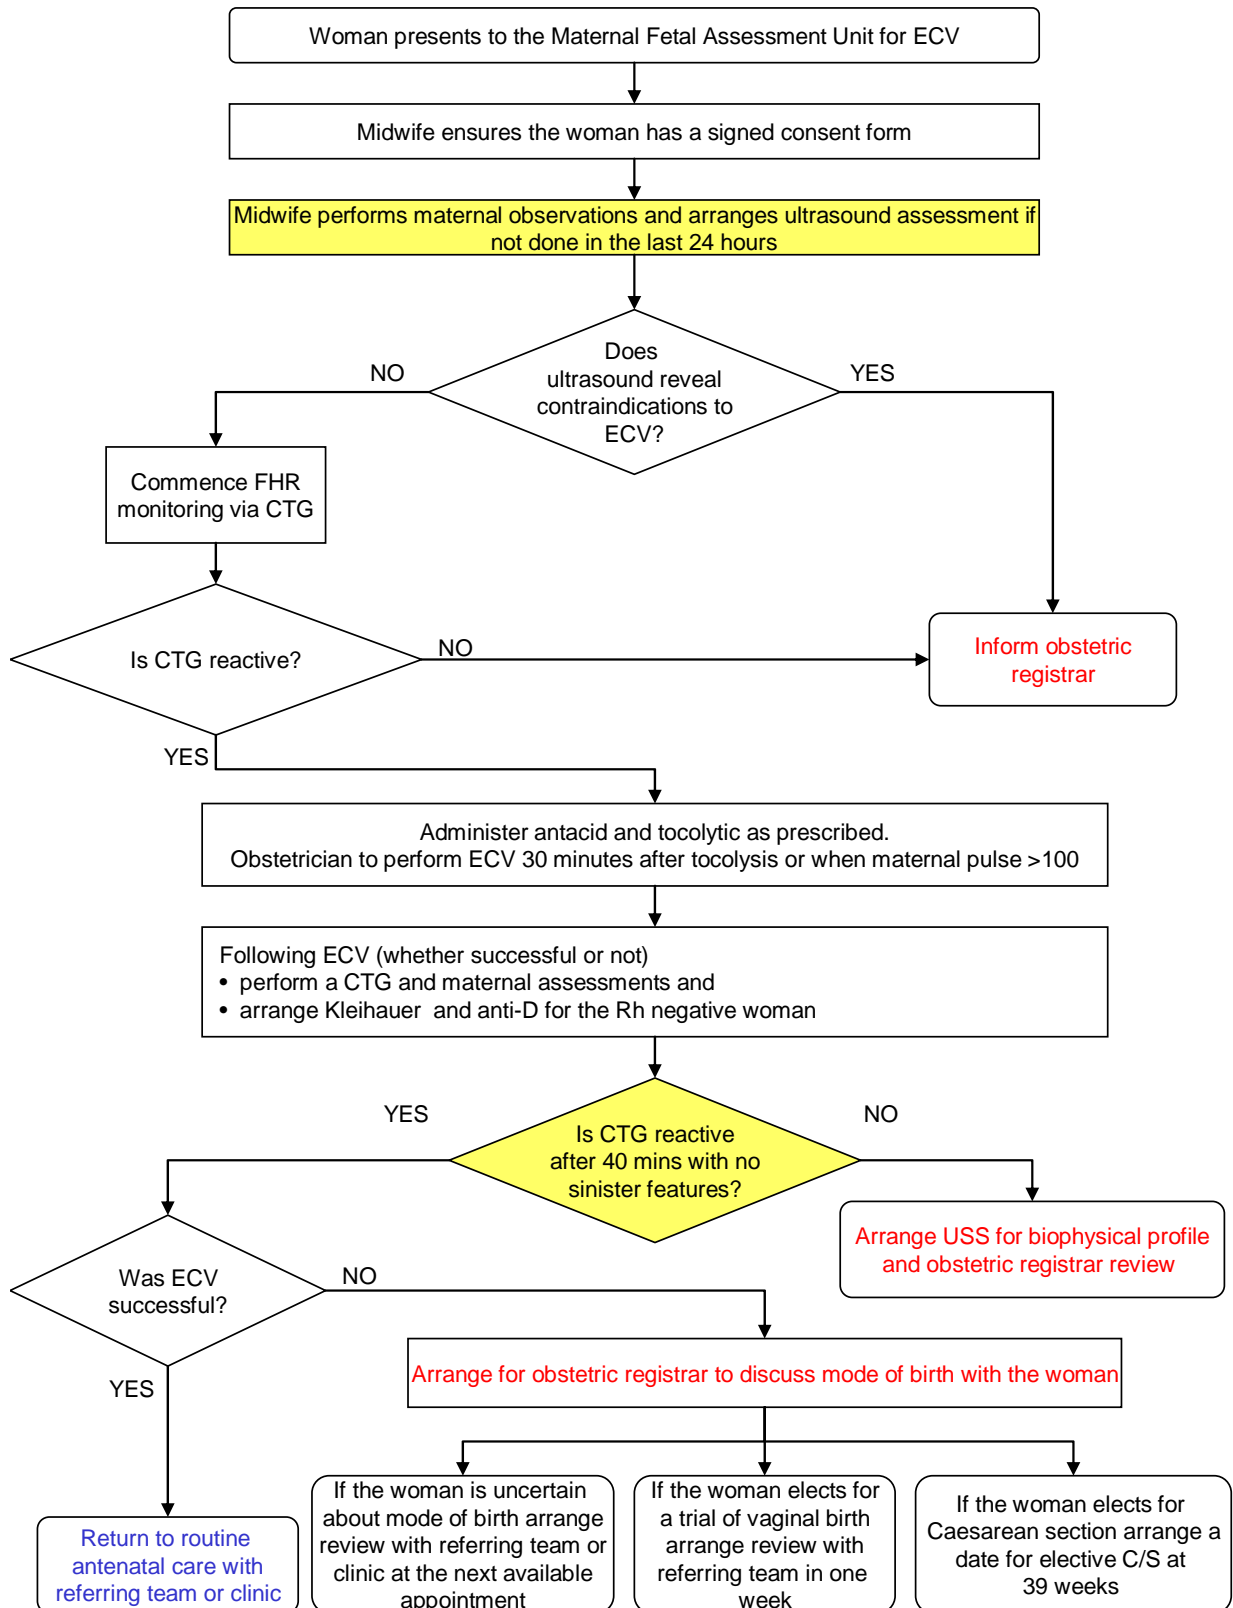 Woman presents to the Maternal Fetal Assessment Unit for ECV
Midwife ensures the woman has a signed consent form
Midwife performs maternal observations and arranges ultrasound assessment if
not done in the last 24 hours
Does
ultrasound reveal
contraindications to
ECV?
NO
YES
Commence FHR
monitoring via CTG
Is CTG reactive?
NO
Inform obstetric
registrar
YES
Administer antacid and tocolytic as prescribed.
Obstetrician to perform ECV 30 minutes after tocolysis or when maternal pulse >100
Following ECV (whether successful or not)
• perform a CTG and maternal assessments and
• arrange Kleihauer  and anti-D for the Rh negative woman
YES
NO
Is CTG reactive
after 40 mins with no
sinister features?
Arrange USS for biophysical profile
and obstetric registrar review
Was ECV
successful?
NO
YES
Arrange for obstetric registrar to discuss mode of birth with the woman
Return to routine
antenatal care with
referring team or clinic
If the woman is uncertain
about mode of birth arrange
review with referring team or
clinic at the next available
appointment
If the woman elects for
a trial of vaginal birth
arrange review with
referring team in one
week
If the woman elects for
Caesarean section arrange a
date for elective C/S at
39 weeks